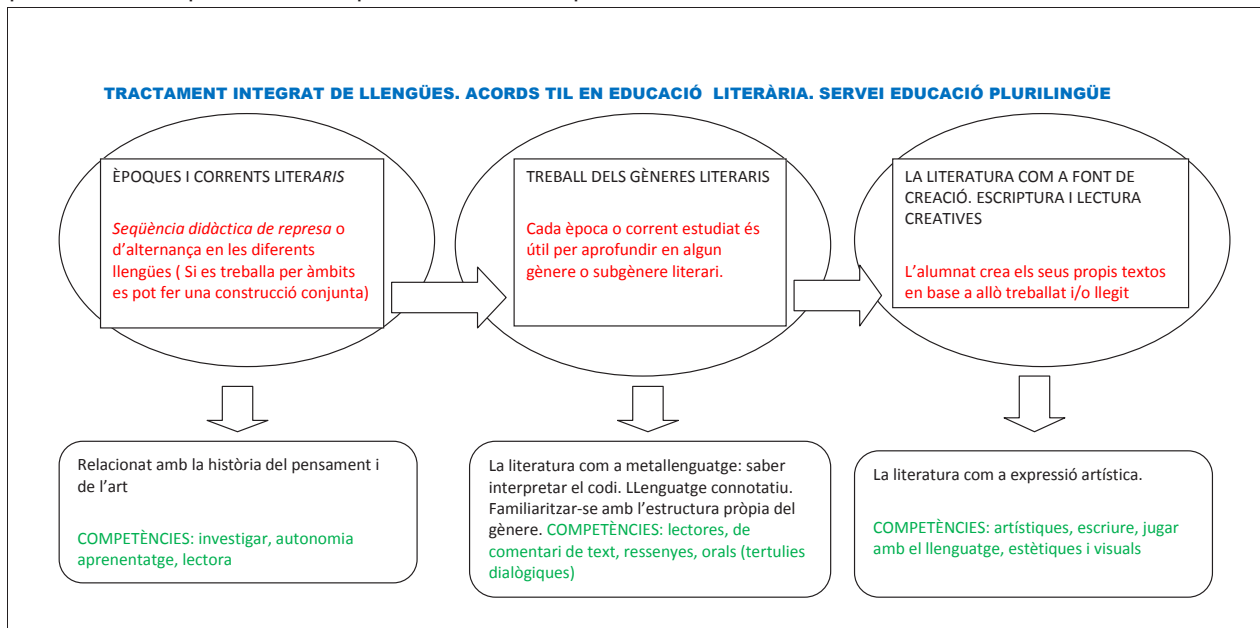 TRACTAMENT INTEGRAT DE LLENGÜES. ACORDS TIL EN EDUCACIÓ LITERÀRIA. SERVEI EDUCACIÓ PLURILINGÜE
ÈPOQUES I CORRENTS LITERARIS
Seqüència didàctica de represa o
d’alternança en les diferents
llengües ( Si es treballa per àmbits
es pot fer una construcció conjunta)
TREBALL DELS GÈNERES LITERARIS
Cada època o corrent estudiat és
útil per aprofundir en algun
gènere o subgènere literari.
LA LITERATURA COM A FONT DE
CREACIÓ. ESCRIPTURA I LECTURA
CREATIVES
L’alumnat crea els seus propis textos
en base a allò treballat i/o llegit
Relacionat amb la història del pensament i
de l’art
COMPETÈNCIES: investigar, autonomia
aprenentatge, lectora
La literatura com a metallenguatge: saber
interpretar el codi. LLenguatge connotatiu.
Familiaritzar-se amb l’estructura pròpia del
gènere. COMPETÈNCIES: lectores, de
comentari de text, ressenyes, orals (tertulies
dialògiques)
La literatura com a expressió artística.
COMPETÈNCIES: artístiques, escriure, jugar
amb el llenguatge, estètiques i visuals